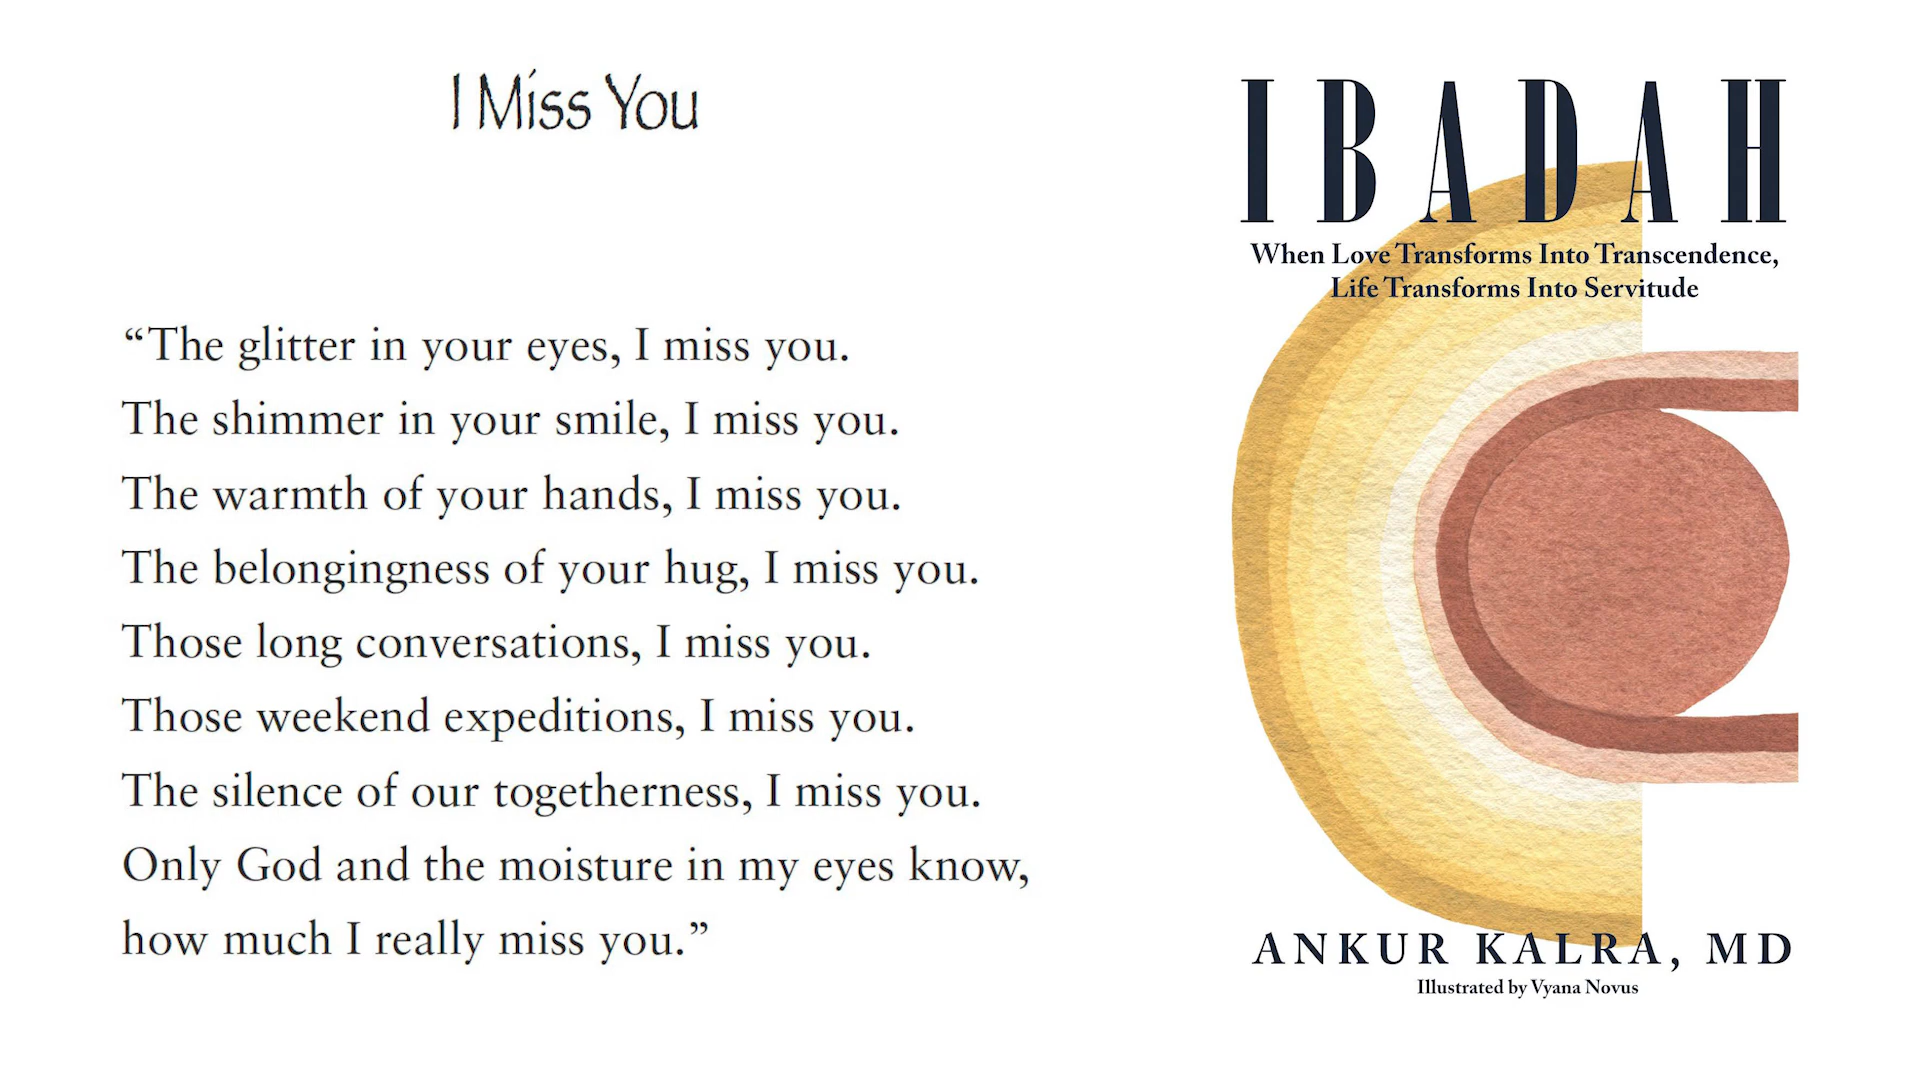 I Miss You
“The glitter in your eyes, I miss you.
The shimmer in your smile, I miss you.
The warmth of your hands, I miss you.
The belongingness of your hug, I miss you.
Those long conversations, I miss you.
Those weekend expeditions, I miss you.
The silence of our togetherness, I miss you.
Only God and the moisture in my eyes know,
how much I really miss you.”
IBADAH
When Love Transforms Into Transcendence,
Life Transforms Into Servitude
ANKUR KALRA, MD
Illustrated by Vyana Novus